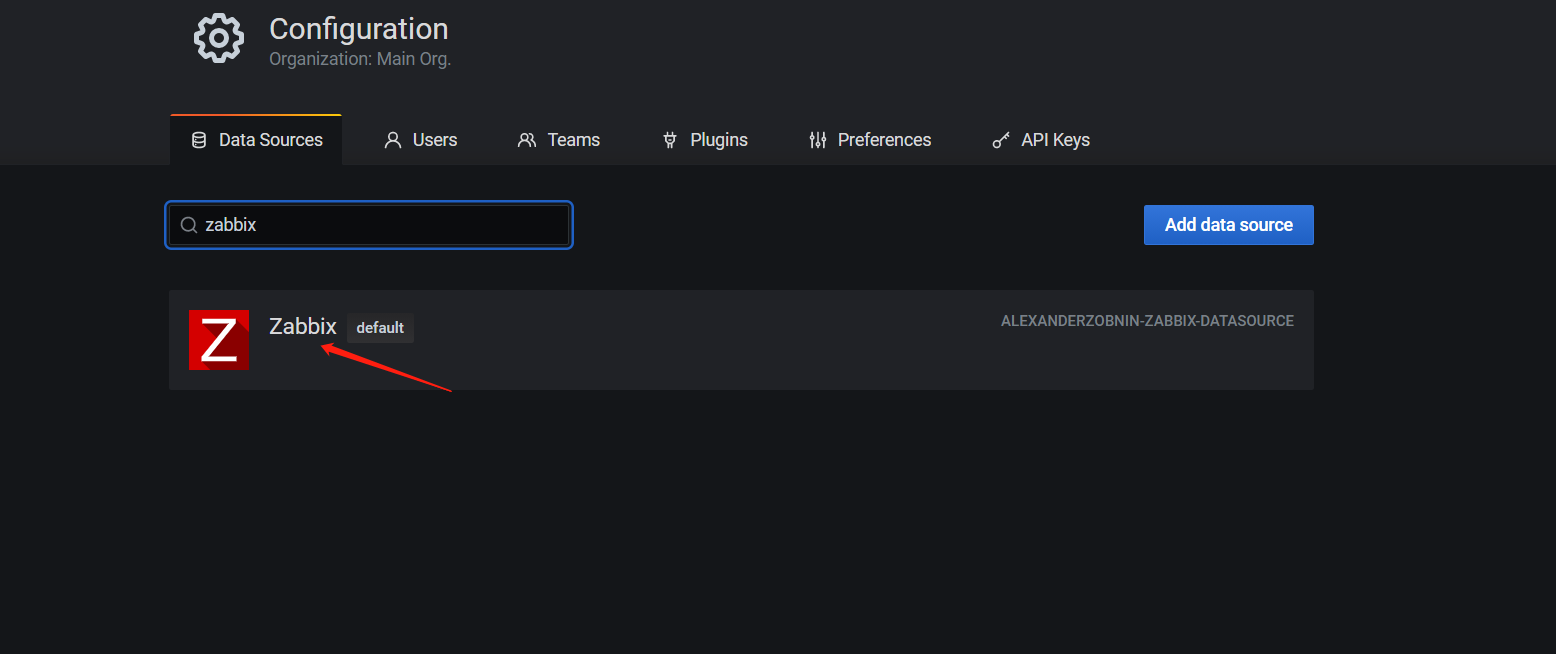 Configuration
Organization: Main Org.
Data Sources Users Teams Plugins Preferences API Keys
zabbix
Add data source
Z
Zabbix default
ALEXANDERZOBNIN-ZABBIX-DATASOURCE